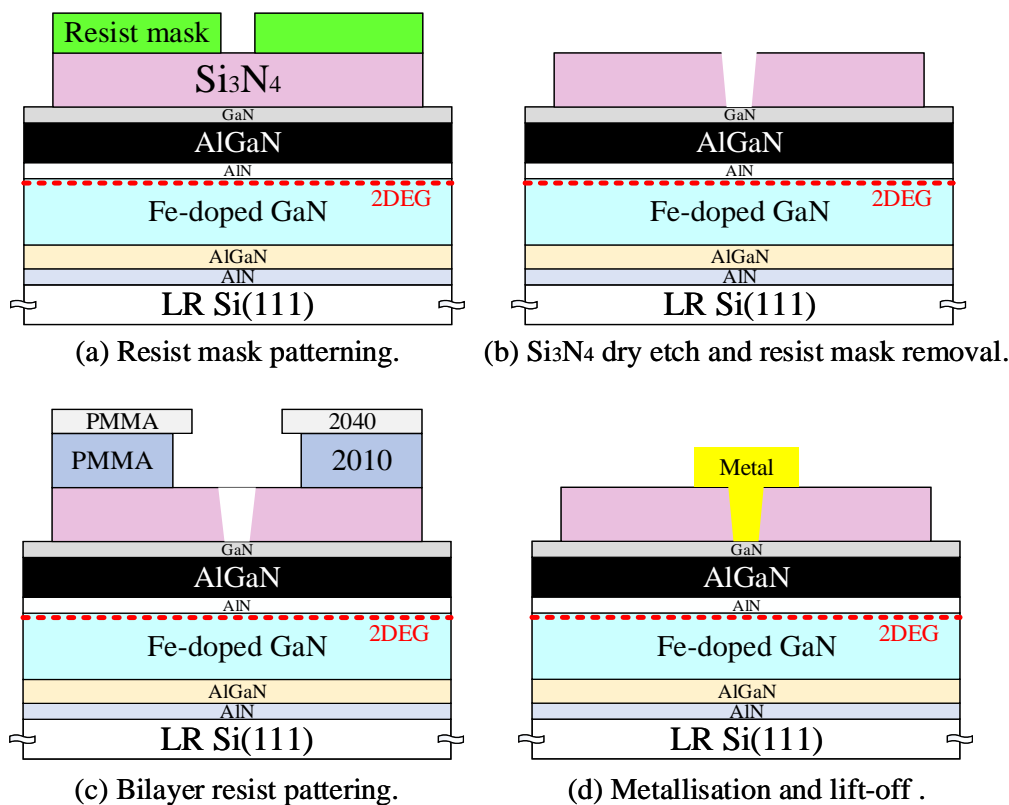 Resist mask
Si3N4
GaN
AlGaN
AlN
2DEG
Fe-doped GaN
AlGaN
AlN
LR Si(111)
(a) Resist mask patterning.
GaN
AlGaN
AlN
2DEG
Fe-doped GaN
AlGaN
AlN
LR Si(111)
(b) Si3N4 dry etch and resist mask removal.
PMMA 2040
PMMA 2010
GaN
AlGaN
AlN
2DEG
Fe-doped GaN
AlGaN
AlN
LR Si(111)
(c) Bilayer resist pattering.
Metal
GaN
AlGaN
AlN
2DEG
Fe-doped GaN
AlGaN
AlN
LR Si(111)
(d) Metallisation and lift-off .